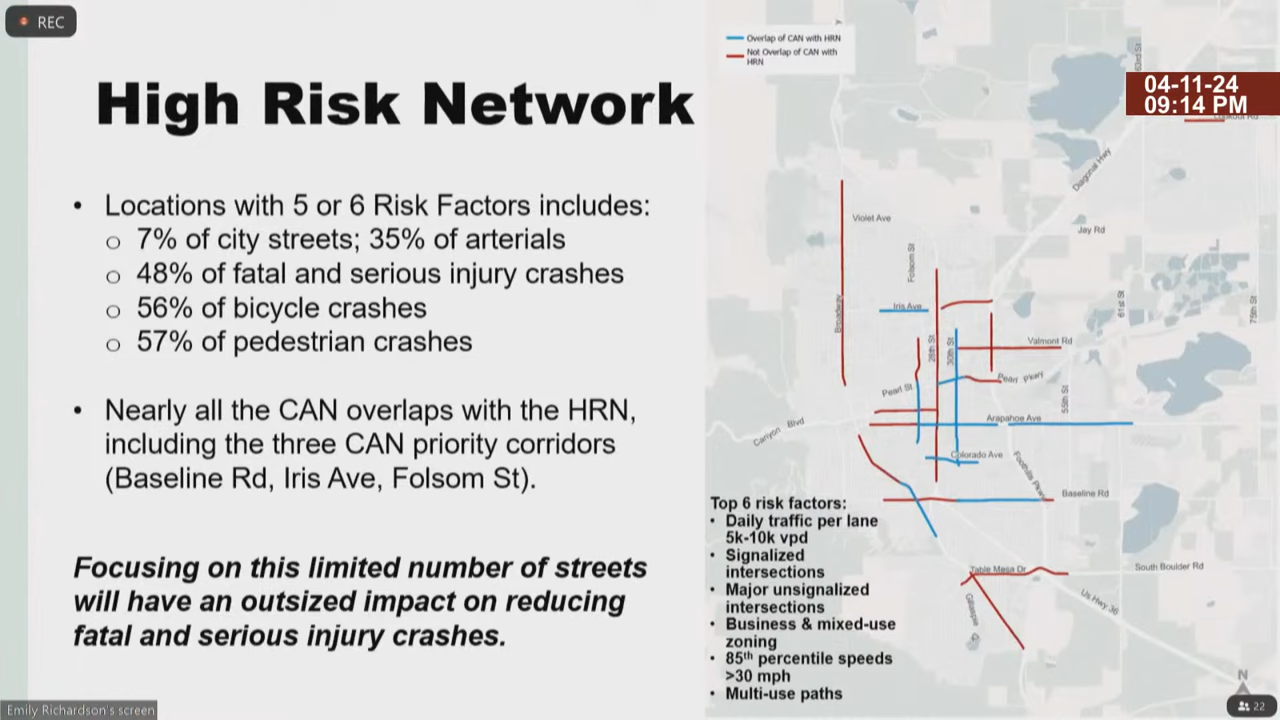 REC
Overlap of CAN with HRN
Not Overlap of CAN with
HRN
04-11-24
09:14 PM
High Risk Network
• Locations with 5 or 6 Risk Factors includes:
o 7% of city streets; 35% of arterials
o 48% of fatal and serious injury crashes
o 56% of bicycle crashes
o 57% of pedestrian crashes
• Nearly all the CAN overlaps with the HRN,
including the three CAN priority corridors
(Baseline Rd, Iris Ave, Folsom St).
Focusing on this limited number of streets
will have an outsized impact on reducing
fatal and serious injury crashes.
63rd St
Lookout Rd
Diagonal Hwy
Violet Ave
Jay Rd
Folsom St
Iris Ave
Broadway
61st St
75th St
28th St
30th St
Valmont Rd
Pearl St
Pearl Pkwy
55th St
Canyon Blvd
Arapahoe Ave
Colorado Ave
Foothills Pkwy
Baseline Rd
Table Mesa Dr
South Boulder Rd
Us Hwy 36
Gillaspie
Top 6 risk factors:
• Daily traffic per lane
5k-10k vpd
• Signalized
intersections
• Major unsignalized
intersections
• Business & mixed-use
zoning
• 85th percentile speeds
>30 mph
• Multi-use paths
N
22
Emily Richardson's screen